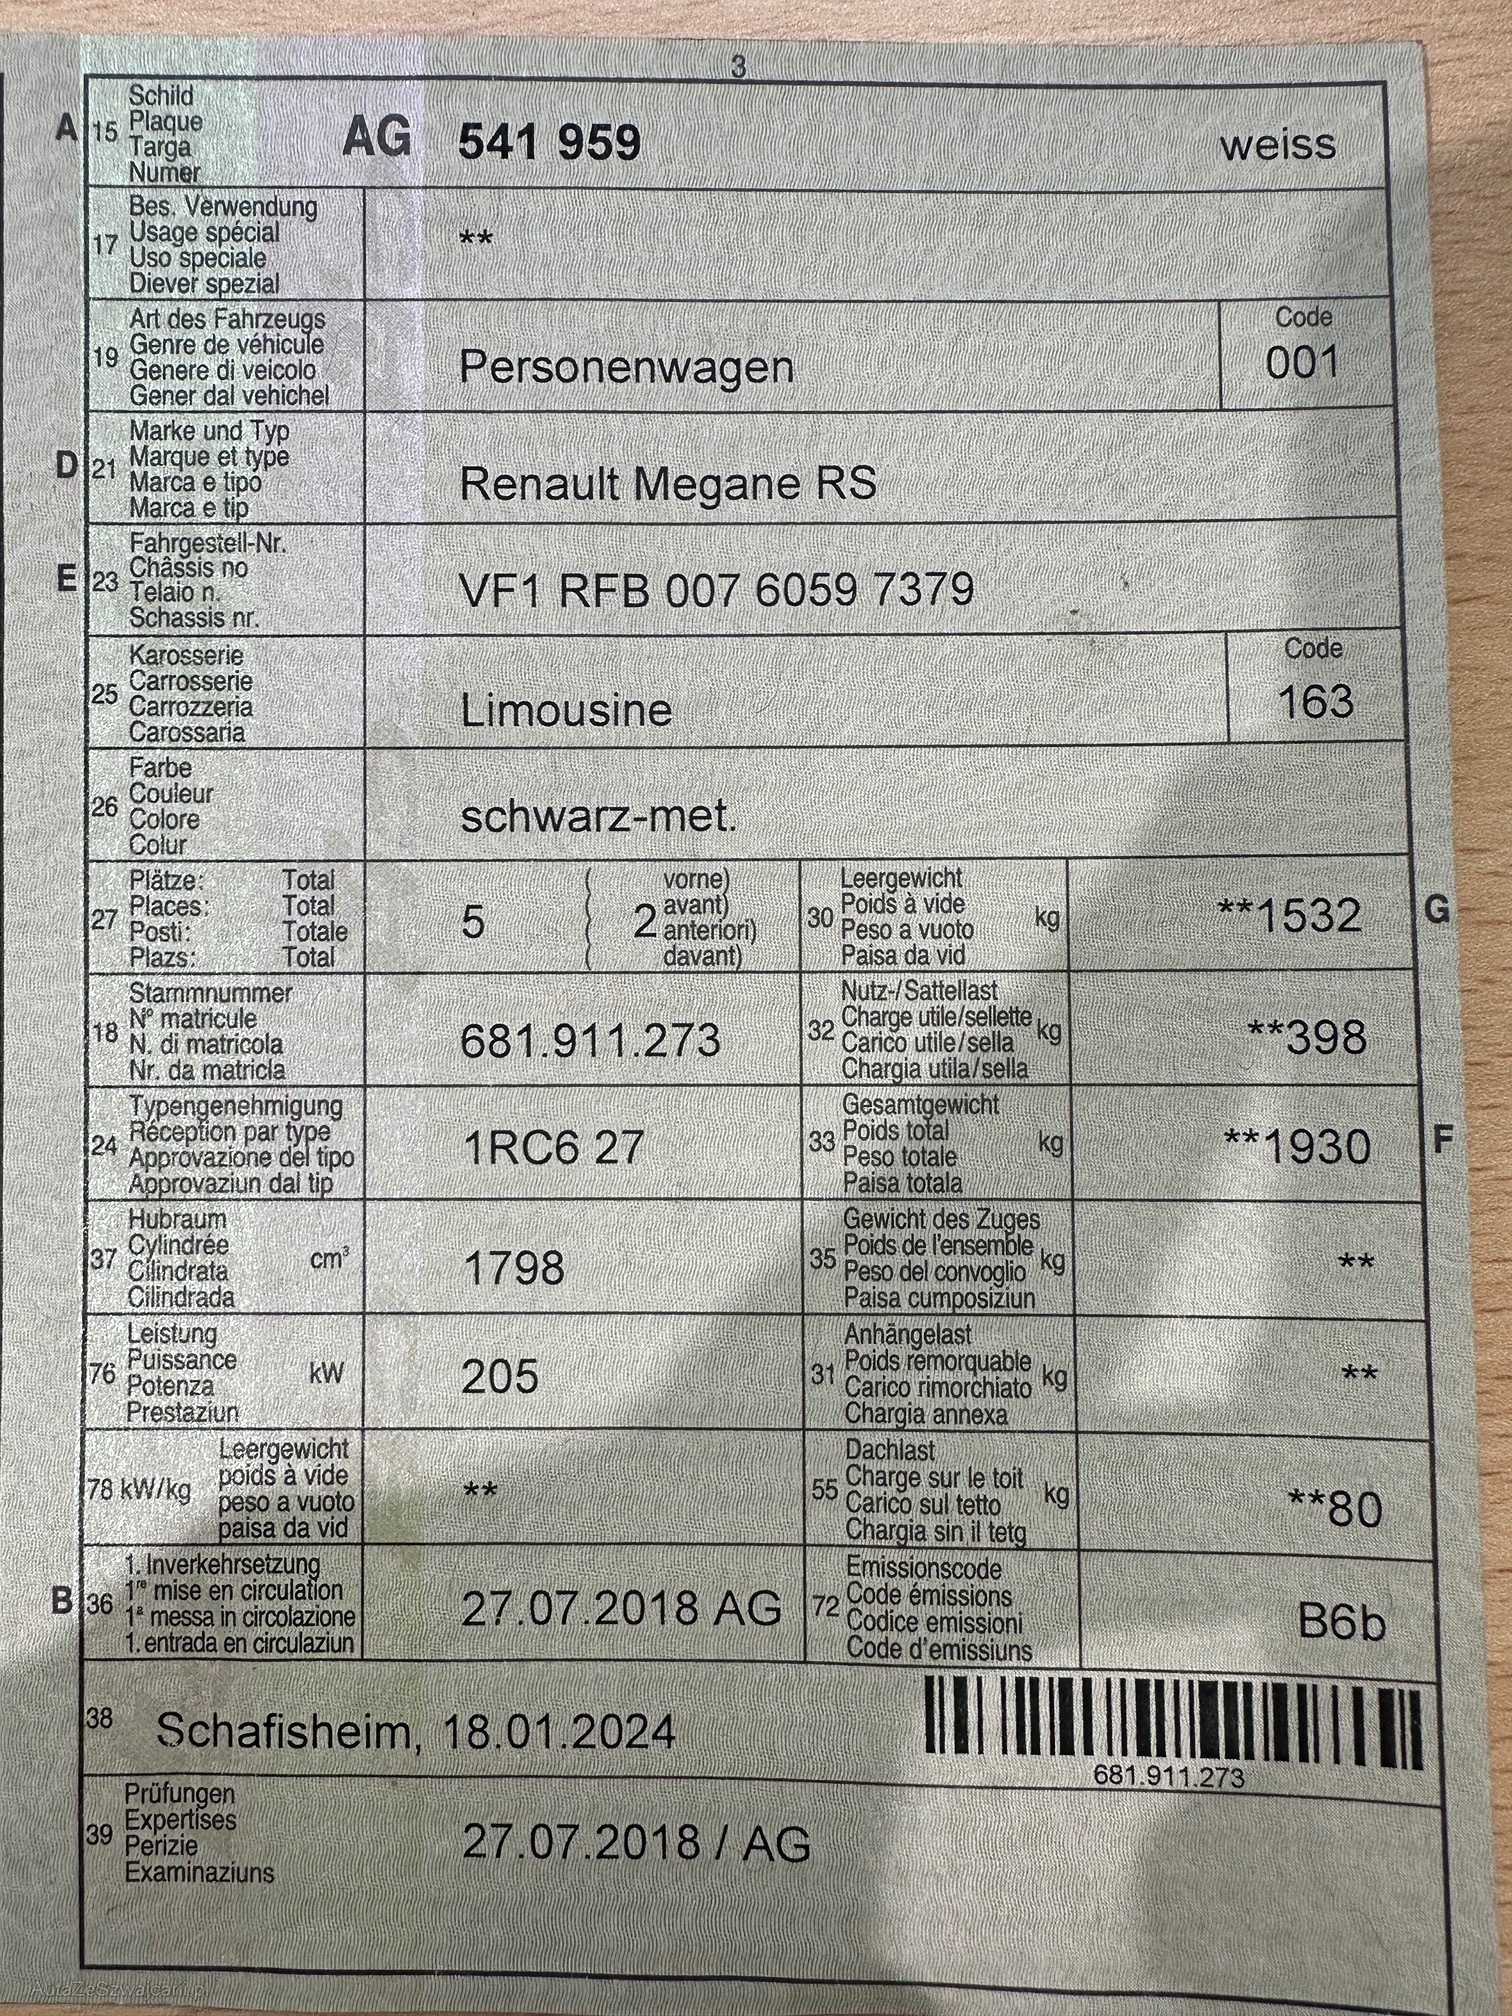 3
A 15 Schild
Plaque
Targa
Numer
AG 541 959 weiss
17 Bes. Verwendung
Usage spécial
Uso speciale
Diever spezial
**
19 Art des Fahrzeugs
Genre de véhicule
Genere di veicolo
Gener dal vehichel
Personenwagen
Code
001
D 21 Marke und Typ
Marque et type
Marca e tipo
Marca e tip
Renault Megane RS
E 23 Fahrgestell-Nr.
Châssis no
Telaio n.
Schassis nr.
VF1 RFB 007 6059 7379
25 Karosserie
Carrosserie
Carrozzeria
Carossaria
Limousine
Code
163
26 Farbe
Couleur
Colore
Colur
schwarz-met.
27 Plätze: Total
Places: Total
Posti: Totale
Plazs: Total
5
( vorne)
( 2 avant)
( anteriori)
( davant)
30 Leergewicht
Poids à vide
Peso a vuoto
Paisa da vid
kg
**1532 G
18 Stammnummer
N° matricule
N. di matricola
Nr. da matricla
681.911.273
32 Nutz-/Sattellast
Charge utile/sellette
Carico utile/sella
Chargia utila/sella
kg
**398
24 Typengenehmigung
Réception par type
Approvazione del tipo
Approvaziun dal tip
1RC6 27
33 Gesamtgewicht
Poids total
Peso totale
Paisa totala
kg
**1930 F
37 Hubraum
Cylindrée
Cilindrata
Cilindrada
cm³
1798
35 Gewicht des Zuges
Poids de l'ensemble
Peso del convoglio
Paisa cumposiziun
kg
**
76 Leistung
Puissance
Potenza
Prestaziun
kW
205
31 Anhängelast
Poids remorquable
Carico rimorchiato
Chargia annexa
kg
**
78 kW/kg Leergewicht
poids à vide
peso a vuoto
paisa da vid
**
55 Dachlast
Charge sur le toit
Carico sul tetto
Chargia sin il tetg
kg
**80
B 36 1. Inverkehrsetzung
1re mise en circulation
1a messa in circolazione
1. entrada en circulaziun
27.07.2018 AG
72 Emissionscode
Code émissions
Codice emissioni
Code d'emissiuns
B6b
38 Schafisheim, 18.01.2024
681.911.273
39 Prüfungen
Expertises
Perizie
Examinaziuns
27.07.2018 / AG
AutaZeSzwajcarii.pl